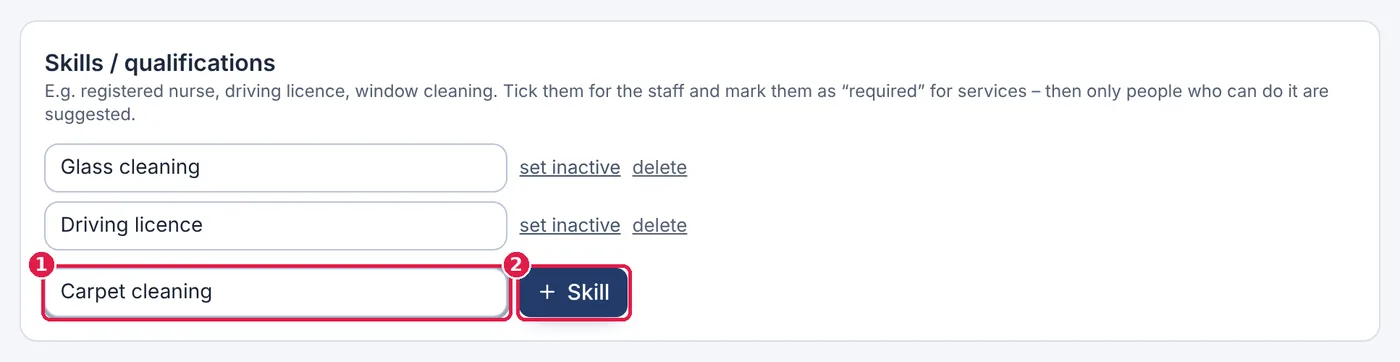 Skills / qualifications
E.g. registered nurse, driving licence, window cleaning. Tick them for the staff and mark them as “required” for services – then only people who can do it are
suggested.
Glass cleaning set inactive delete
Driving licence set inactive delete
1 2
Carpet cleaning + Skill